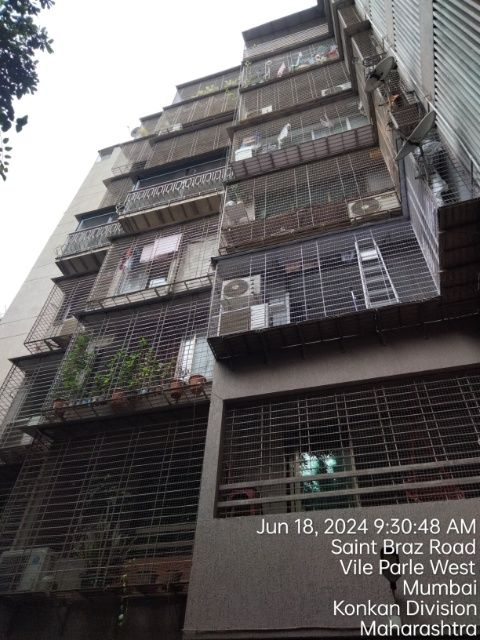 Jun 18, 2024 9:30:48 AM
Saint Braz Road
Vile Parle West
Mumbai
Konkan Division
Maharashtra